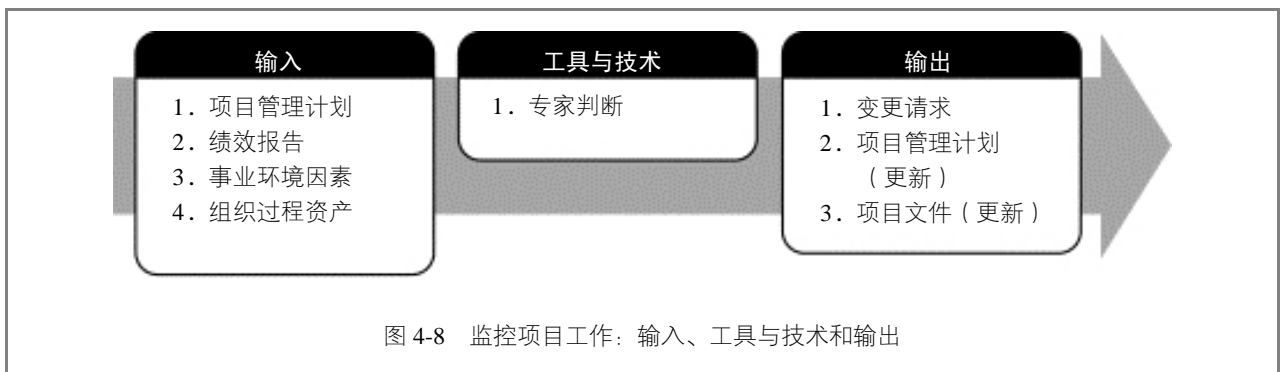 输入
1. 项目管理计划
2. 绩效报告
3. 事业环境因素
4. 组织过程资产
工具与技术
1. 专家判断
输出
1. 变更请求
2. 项目管理计划
（更新）
3. 项目文件（更新）
图 4-8 监控项目工作：输入、工具与技术和输出